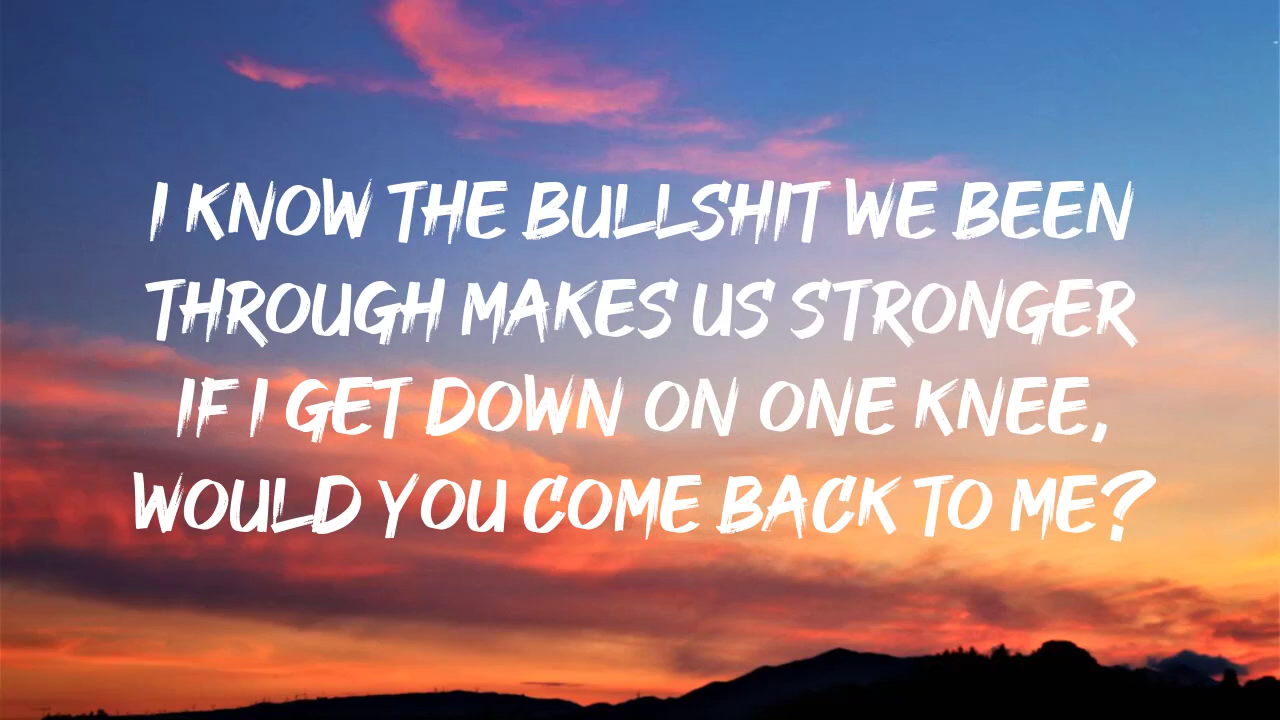 I KNOW THE BULLSHIT WE BEEN
THROUGH MAKES US STRONGER
IF I GET DOWN ON ONE KNEE,
WOULD YOU COME BACK TO ME?